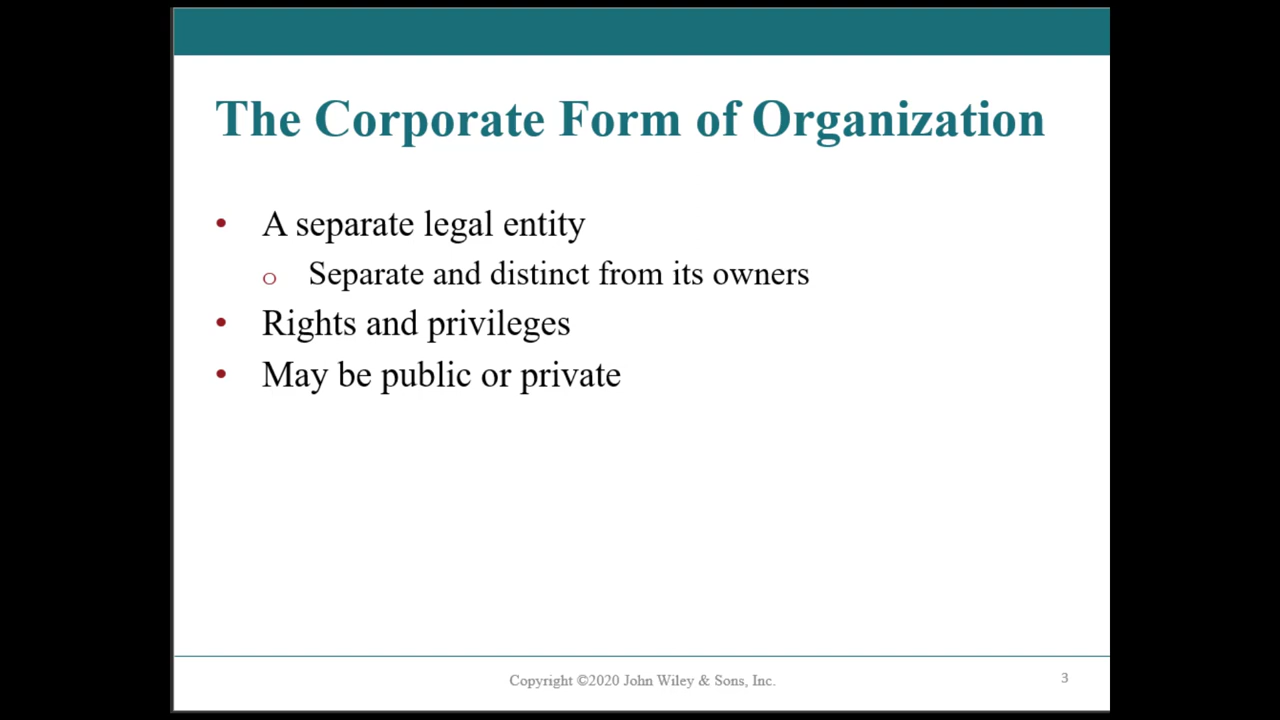 The Corporate Form of Organization
• A separate legal entity
o Separate and distinct from its owners
• Rights and privileges
• May be public or private
Copyright ©2020 John Wiley & Sons, Inc.
3